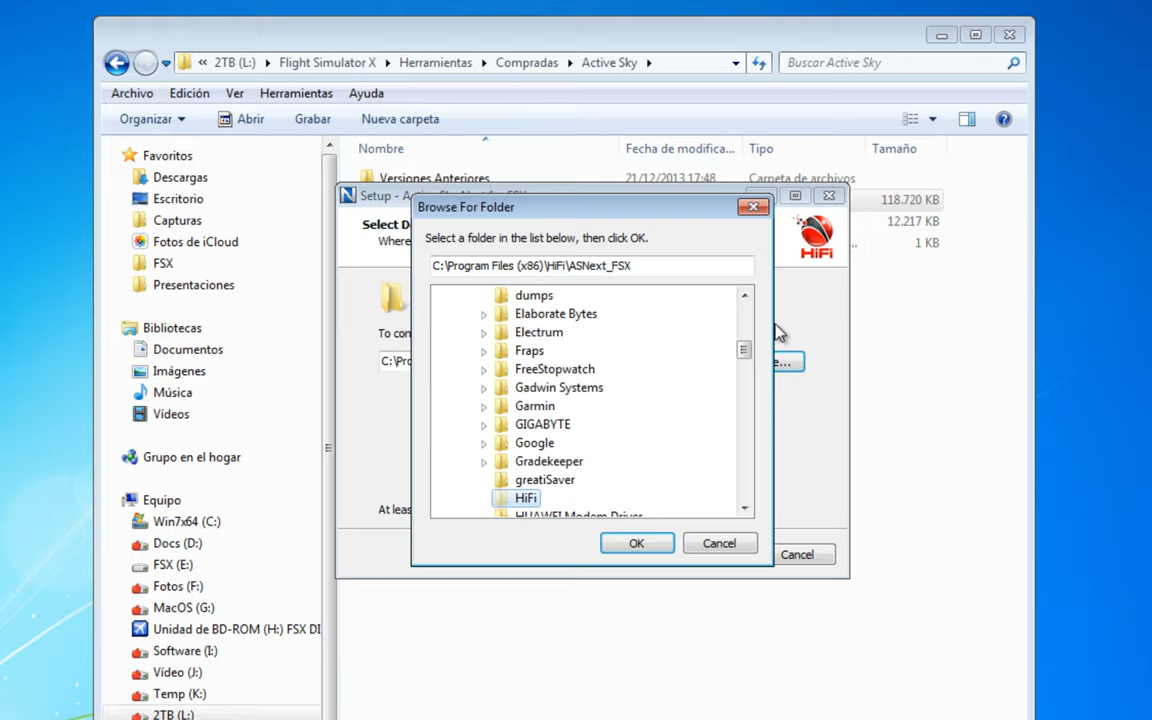 2TB (L:) Flight Simulator X Herramientas Compradas Active Sky
Buscar Active Sky
Archivo Edición Ver Herramientas Ayuda
Organizar Abrir Grabar Nueva carpeta
Favoritos
Descargas
Escritorio
Capturas
Fotos de iCloud
FSX
Presentaciones
Bibliotecas
Documentos
Imágenes
Música
Vídeos
Grupo en el hogar
Equipo
Win7x64 (C:)
Docs (D:)
FSX (E:)
Fotos (F:)
MacOS (G:)
Unidad de BD-ROM (H:) FSX DI
Software (I:)
Vídeo (J:)
Temp (K:)
2TB (L:)
Nombre Fecha de modifica... Tipo Tamaño
Versiones Anteriores 21/12/2013 17:48 Carpeta de archivos
118.720 KB
12.217 KB
1 KB
Setup -
Select D
Wher
HiFi
To con
C:\Pro
e...
At leas
Cancel
Browse For Folder
Select a folder in the list below, then click OK.
C:\Program Files (x86)\HiFi\ASNext_FSX
dumps
Elaborate Bytes
Electrum
Fraps
FreeStopwatch
Gadwin Systems
Garmin
GIGABYTE
Google
Gradekeeper
greatiSaver
HiFi
HUAWEI Modem Driver
OK Cancel